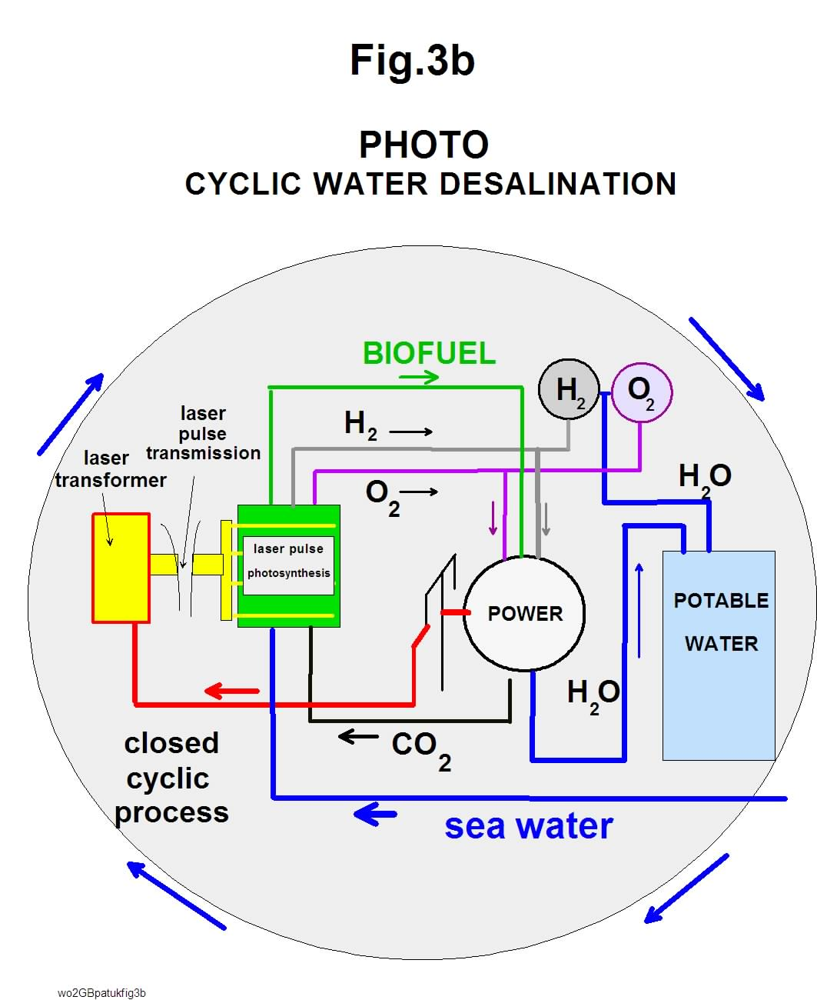 Fig.3b
PHOTO
CYCLIC WATER DESALINATION
BIOFUEL
H2
O2
H2
O2
H2O
laser
pulse
transmission
laser
transformer
laser pulse
photosynthesis
POWER
POTABLE
WATER
H2O
CO2
closed
cyclic
process
sea water
wo2GBpatukfig3b